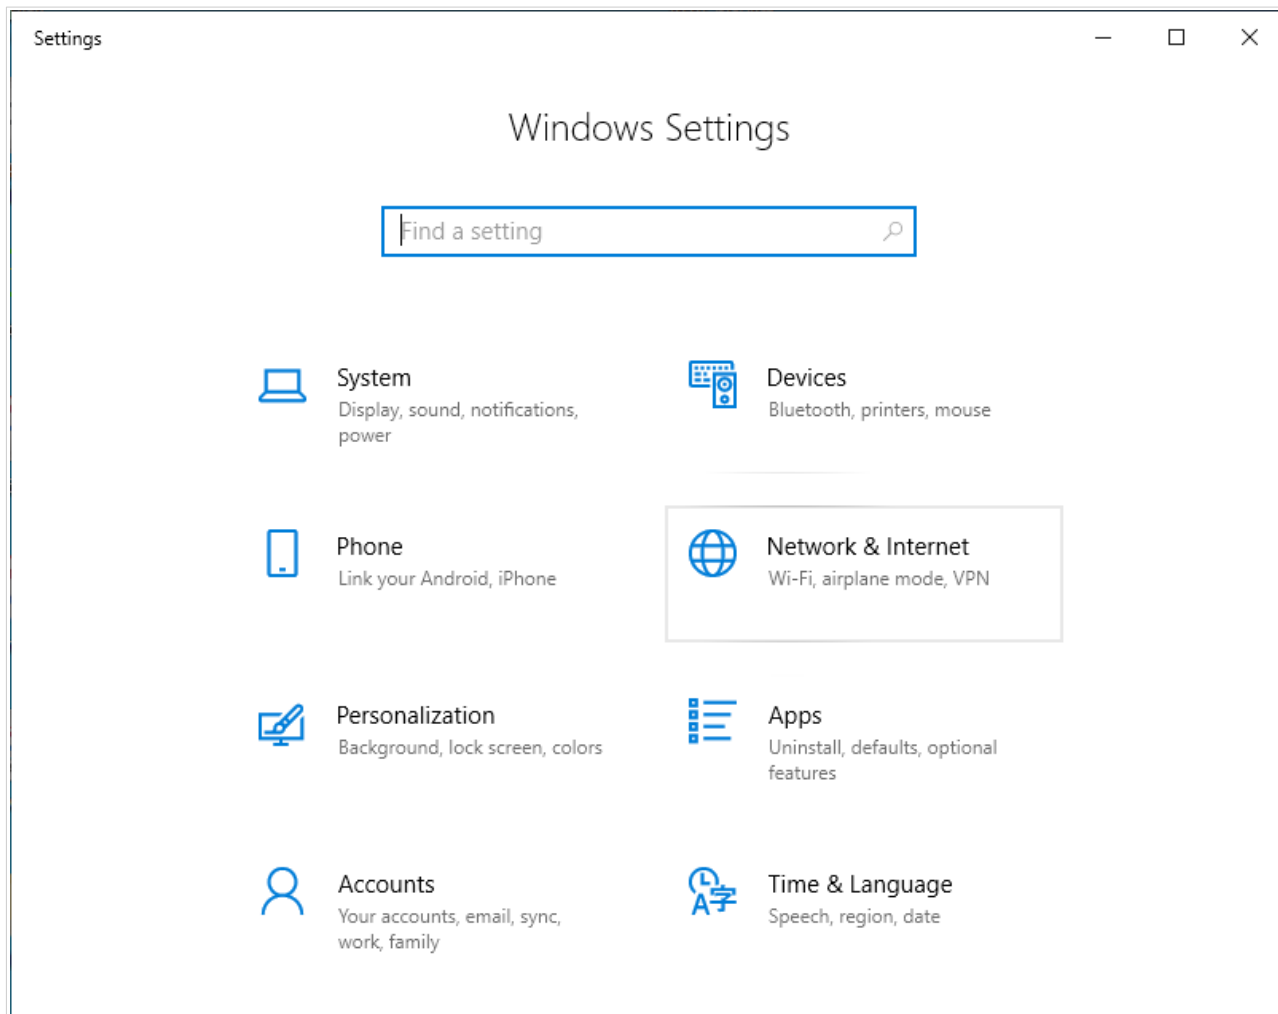 Settings
Windows Settings
Find a setting
System
Display, sound, notifications,
power
Devices
Bluetooth, printers, mouse
Phone
Link your Android, iPhone
Network & Internet
Wi-Fi, airplane mode, VPN
Personalization
Background, lock screen, colors
Apps
Uninstall, defaults, optional
features
Accounts
Your accounts, email, sync,
work, family
Time & Language
Speech, region, date